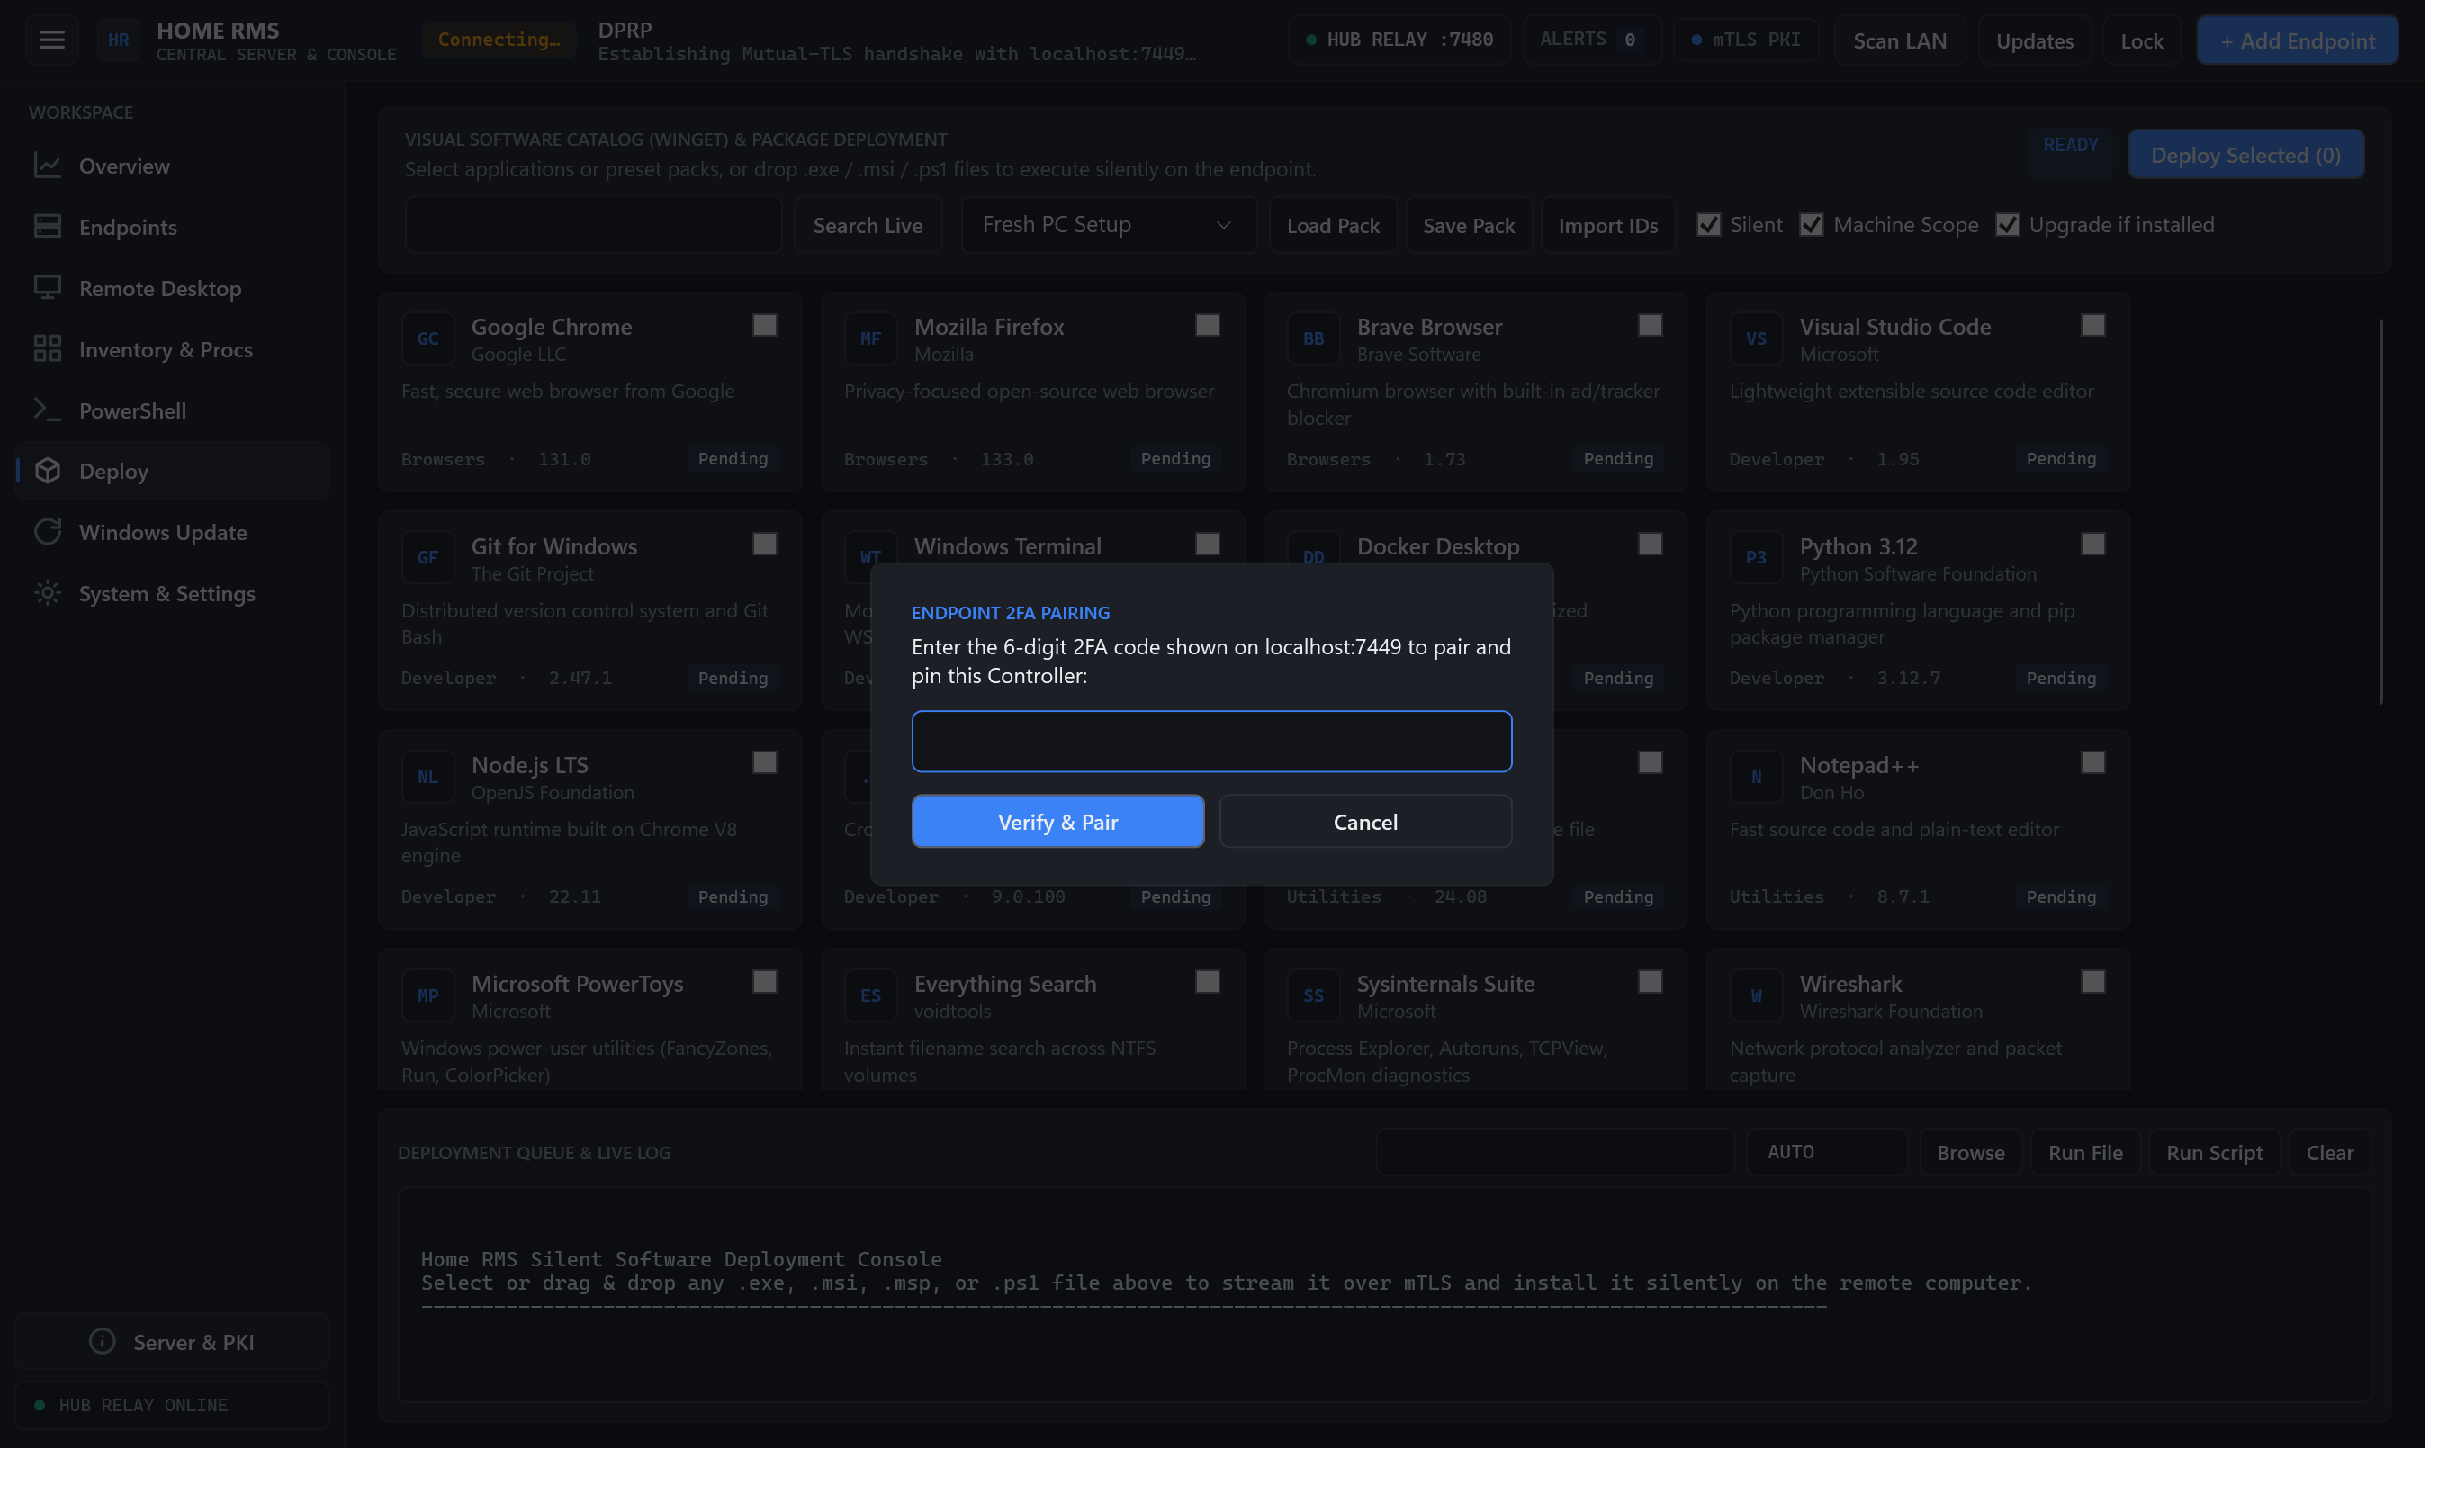 HR
HOME RMS
CENTRAL SERVER & CONSOLE
Connecting…
DPRP
Establishing Mutual-TLS handshake with localhost:7449…
HUB RELAY :7480
ALERTS 0
mTLS PKI
Scan LAN
Updates
Lock
+ Add Endpoint
WORKSPACE
Overview
Endpoints
Remote Desktop
Inventory & Procs
PowerShell
Deploy
Windows Update
System & Settings
Server & PKI
HUB RELAY ONLINE
VISUAL SOFTWARE CATALOG (WINGET) & PACKAGE DEPLOYMENT
Select applications or preset packs, or drop .exe / .msi / .ps1 files to execute silently on the endpoint.
READY
Deploy Selected (0)
Search Live
Fresh PC Setup
Load Pack
Save Pack
Import IDs
Silent
Machine Scope
Upgrade if installed
GC
Google Chrome
Google LLC
Fast, secure web browser from Google
Browsers · 131.0
Pending
MF
Mozilla Firefox
Mozilla
Privacy-focused open-source web browser
Browsers · 133.0
Pending
BB
Brave Browser
Brave Software
Chromium browser with built-in ad/tracker
blocker
Browsers · 1.73
Pending
VS
Visual Studio Code
Microsoft
Lightweight extensible source code editor
Developer · 1.95
Pending
GF
Git for Windows
The Git Project
Distributed version control system and Git
Bash
Developer · 2.47.1
Pending
WT
Windows Terminal
DD
Docker Desktop
Pending
P3
Python 3.12
Python Software Foundation
Python programming language and pip
package manager
Developer · 3.12.7
Pending
ENDPOINT 2FA PAIRING
Enter the 6-digit 2FA code shown on localhost:7449 to pair and
pin this Controller:
Verify & Pair
Cancel
NL
Node.js LTS
OpenJS Foundation
JavaScript runtime built on Chrome V8
engine
Developer · 22.11
Pending
Developer · 9.0.100
Pending
file
Utilities · 24.08
Pending
N
Notepad++
Don Ho
Fast source code and plain-text editor
Utilities · 8.7.1
Pending
MP
Microsoft PowerToys
Microsoft
Windows power-user utilities (FancyZones,
Run, ColorPicker)
ES
Everything Search
voidtools
Instant filename search across NTFS
volumes
SS
Sysinternals Suite
Microsoft
Process Explorer, Autoruns, TCPView,
ProcMon diagnostics
W
Wireshark
Wireshark Foundation
Network protocol analyzer and packet
capture
DEPLOYMENT QUEUE & LIVE LOG
AUTO
Browse
Run File
Run Script
Clear
Home RMS Silent Software Deployment Console
Select or drag & drop any .exe, .msi, .msp, or .ps1 file above to stream it over mTLS and install it silently on the remote computer.